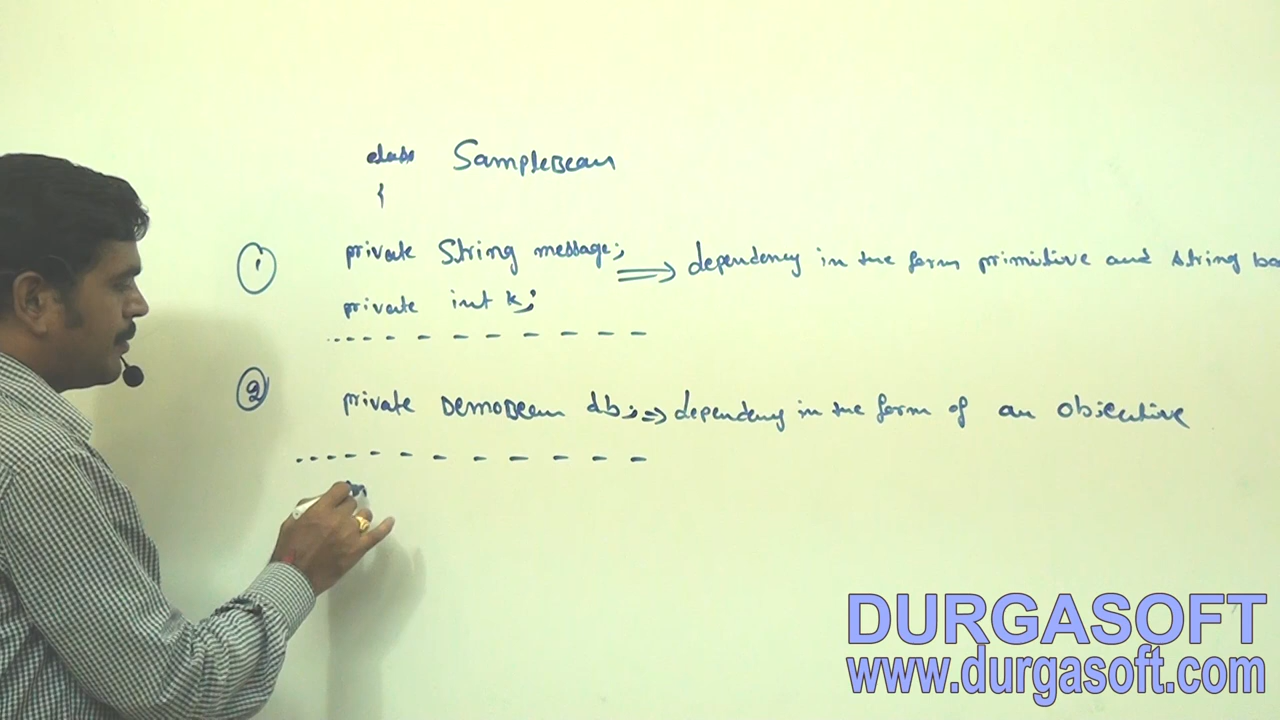 class SampleBean
{
1 private String message; ⇒ dependency in the form primitive and string ba
private int k;
2 private DemoBean db; ⇒ dependency in the form of an objective
DURGASOFT
www.durgasoft.com